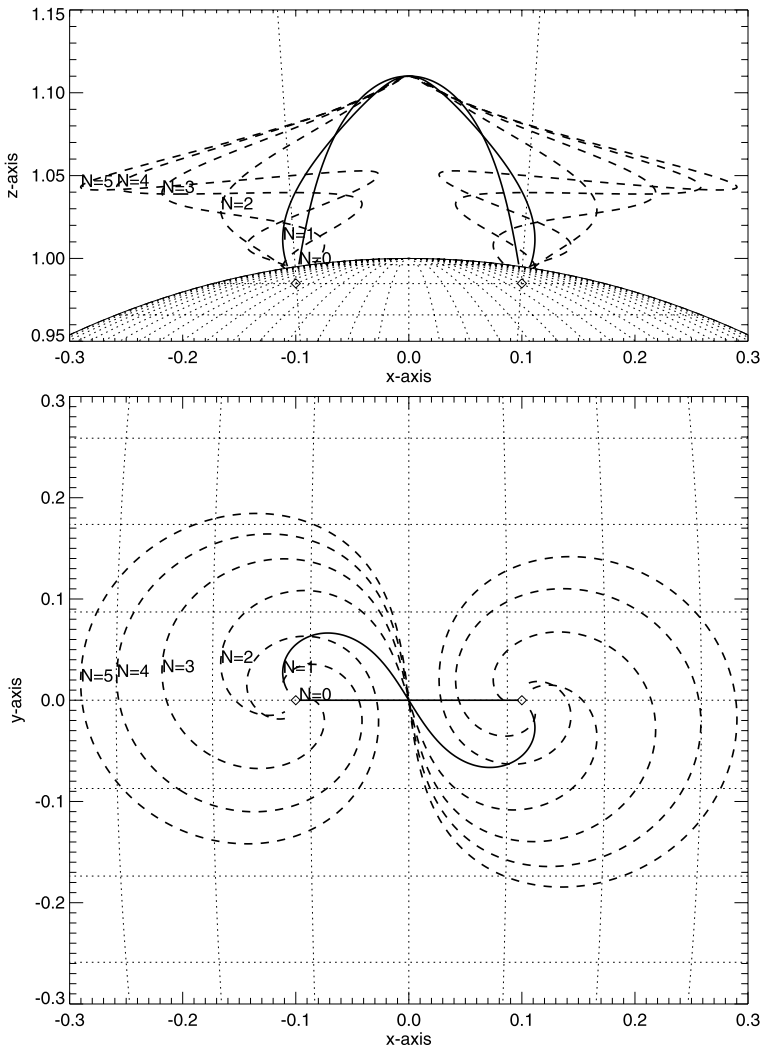 1.15
1.10
1.05
1.00
0.95
z-axis
N=5 N=4 N=3
N=2
N=1
N=0
-0.3 -0.2 -0.1 0.0 0.1 0.2 0.3
x-axis
0.3
0.2
0.1
0.0
-0.1
-0.2
-0.3
y-axis
N=5 N=4 N=3 N=2 N=1
N=0
-0.3 -0.2 -0.1 0.0 0.1 0.2 0.3
x-axis